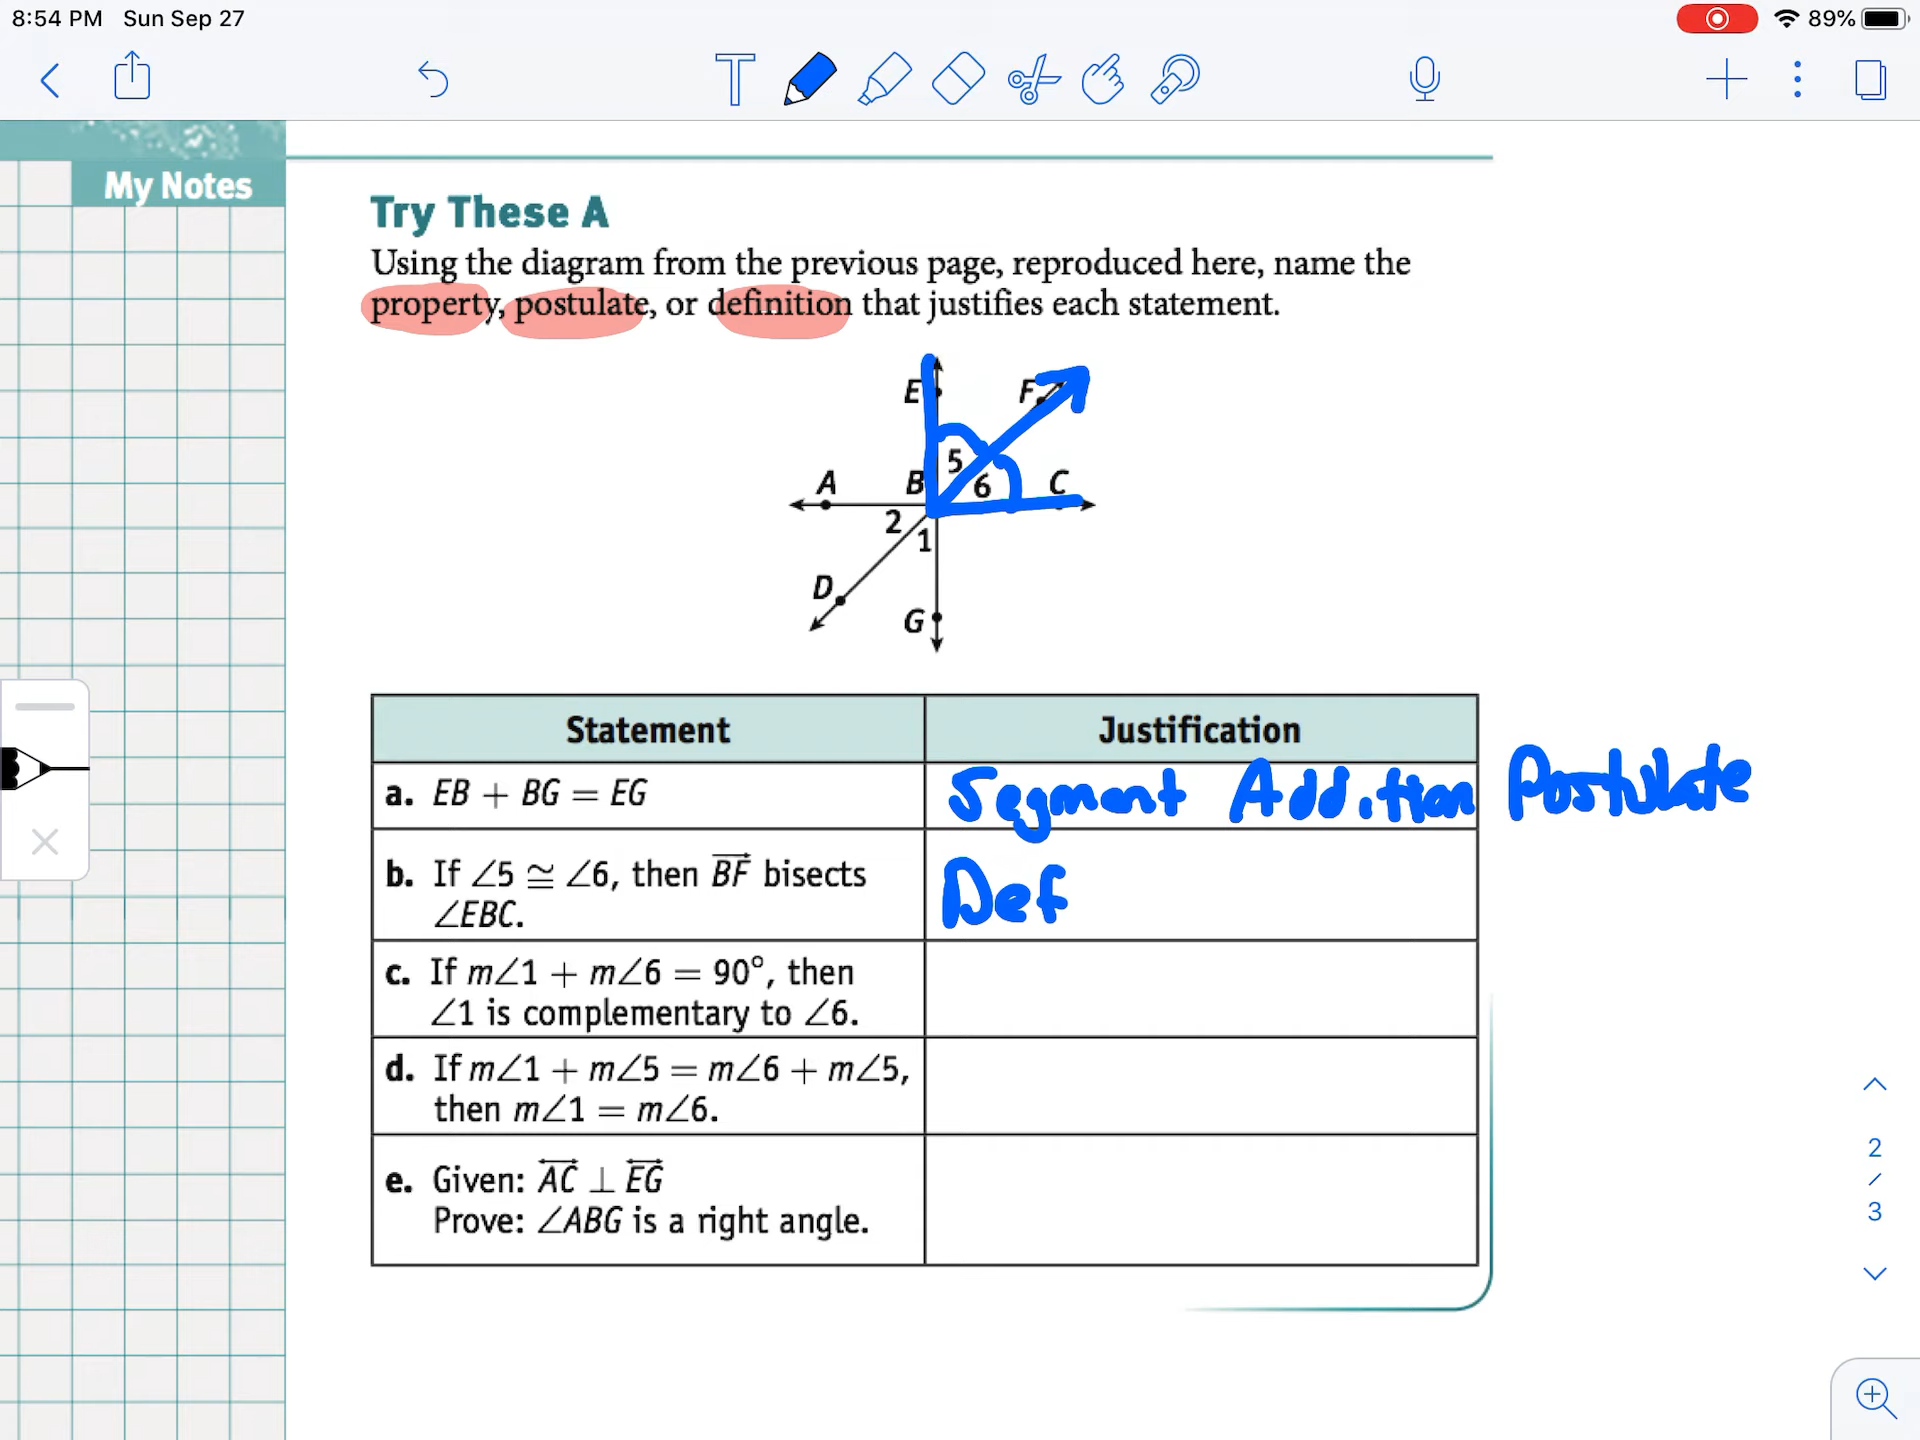 8:54 PM Sun Sep 27
89%
My Notes
Try These A
Using the diagram from the previous page, reproduced here, name the
property, postulate, or definition that justifies each statement.
E F
5
A B 6 C
2 1
D
G
Statement Justification
a. EB + BG = EG Segment Addition Postulate
b. If ∠5 ≅ ∠6, then B͞F⃗ bisects Def
∠EBC.
c. If m∠1 + m∠6 = 90°, then
∠1 is complementary to ∠6.
d. If m∠1 + m∠5 = m∠6 + m∠5,
then m∠1 = m∠6.
e. Given: AC ⊥ EG
Prove: ∠ABG is a right angle.
2
/
3